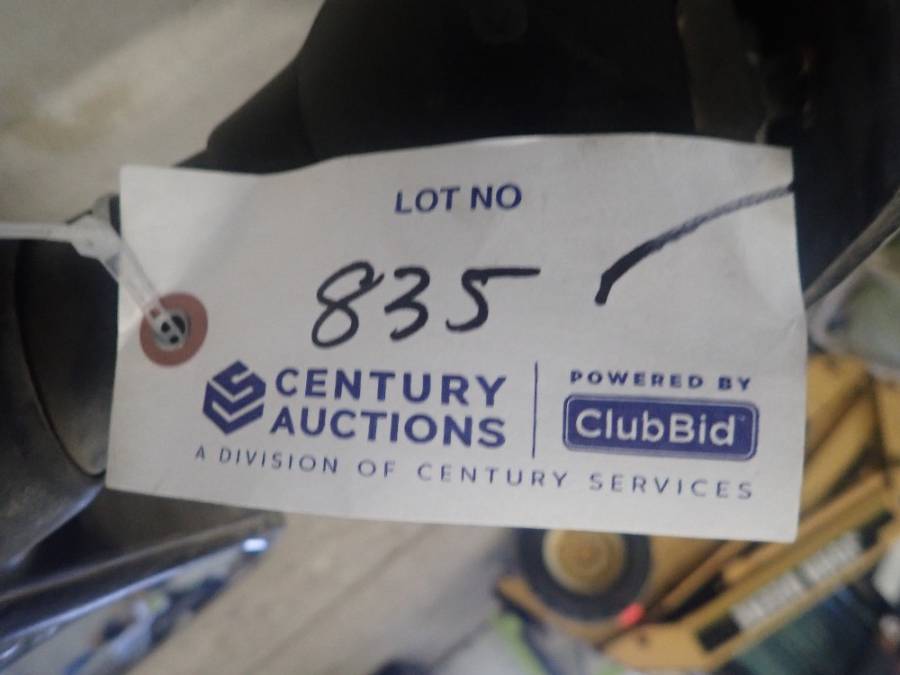 LOT NO
835
CENTURY
AUCTIONS
A DIVISION OF CENTURY SERVICES
POWERED BY
ClubBid